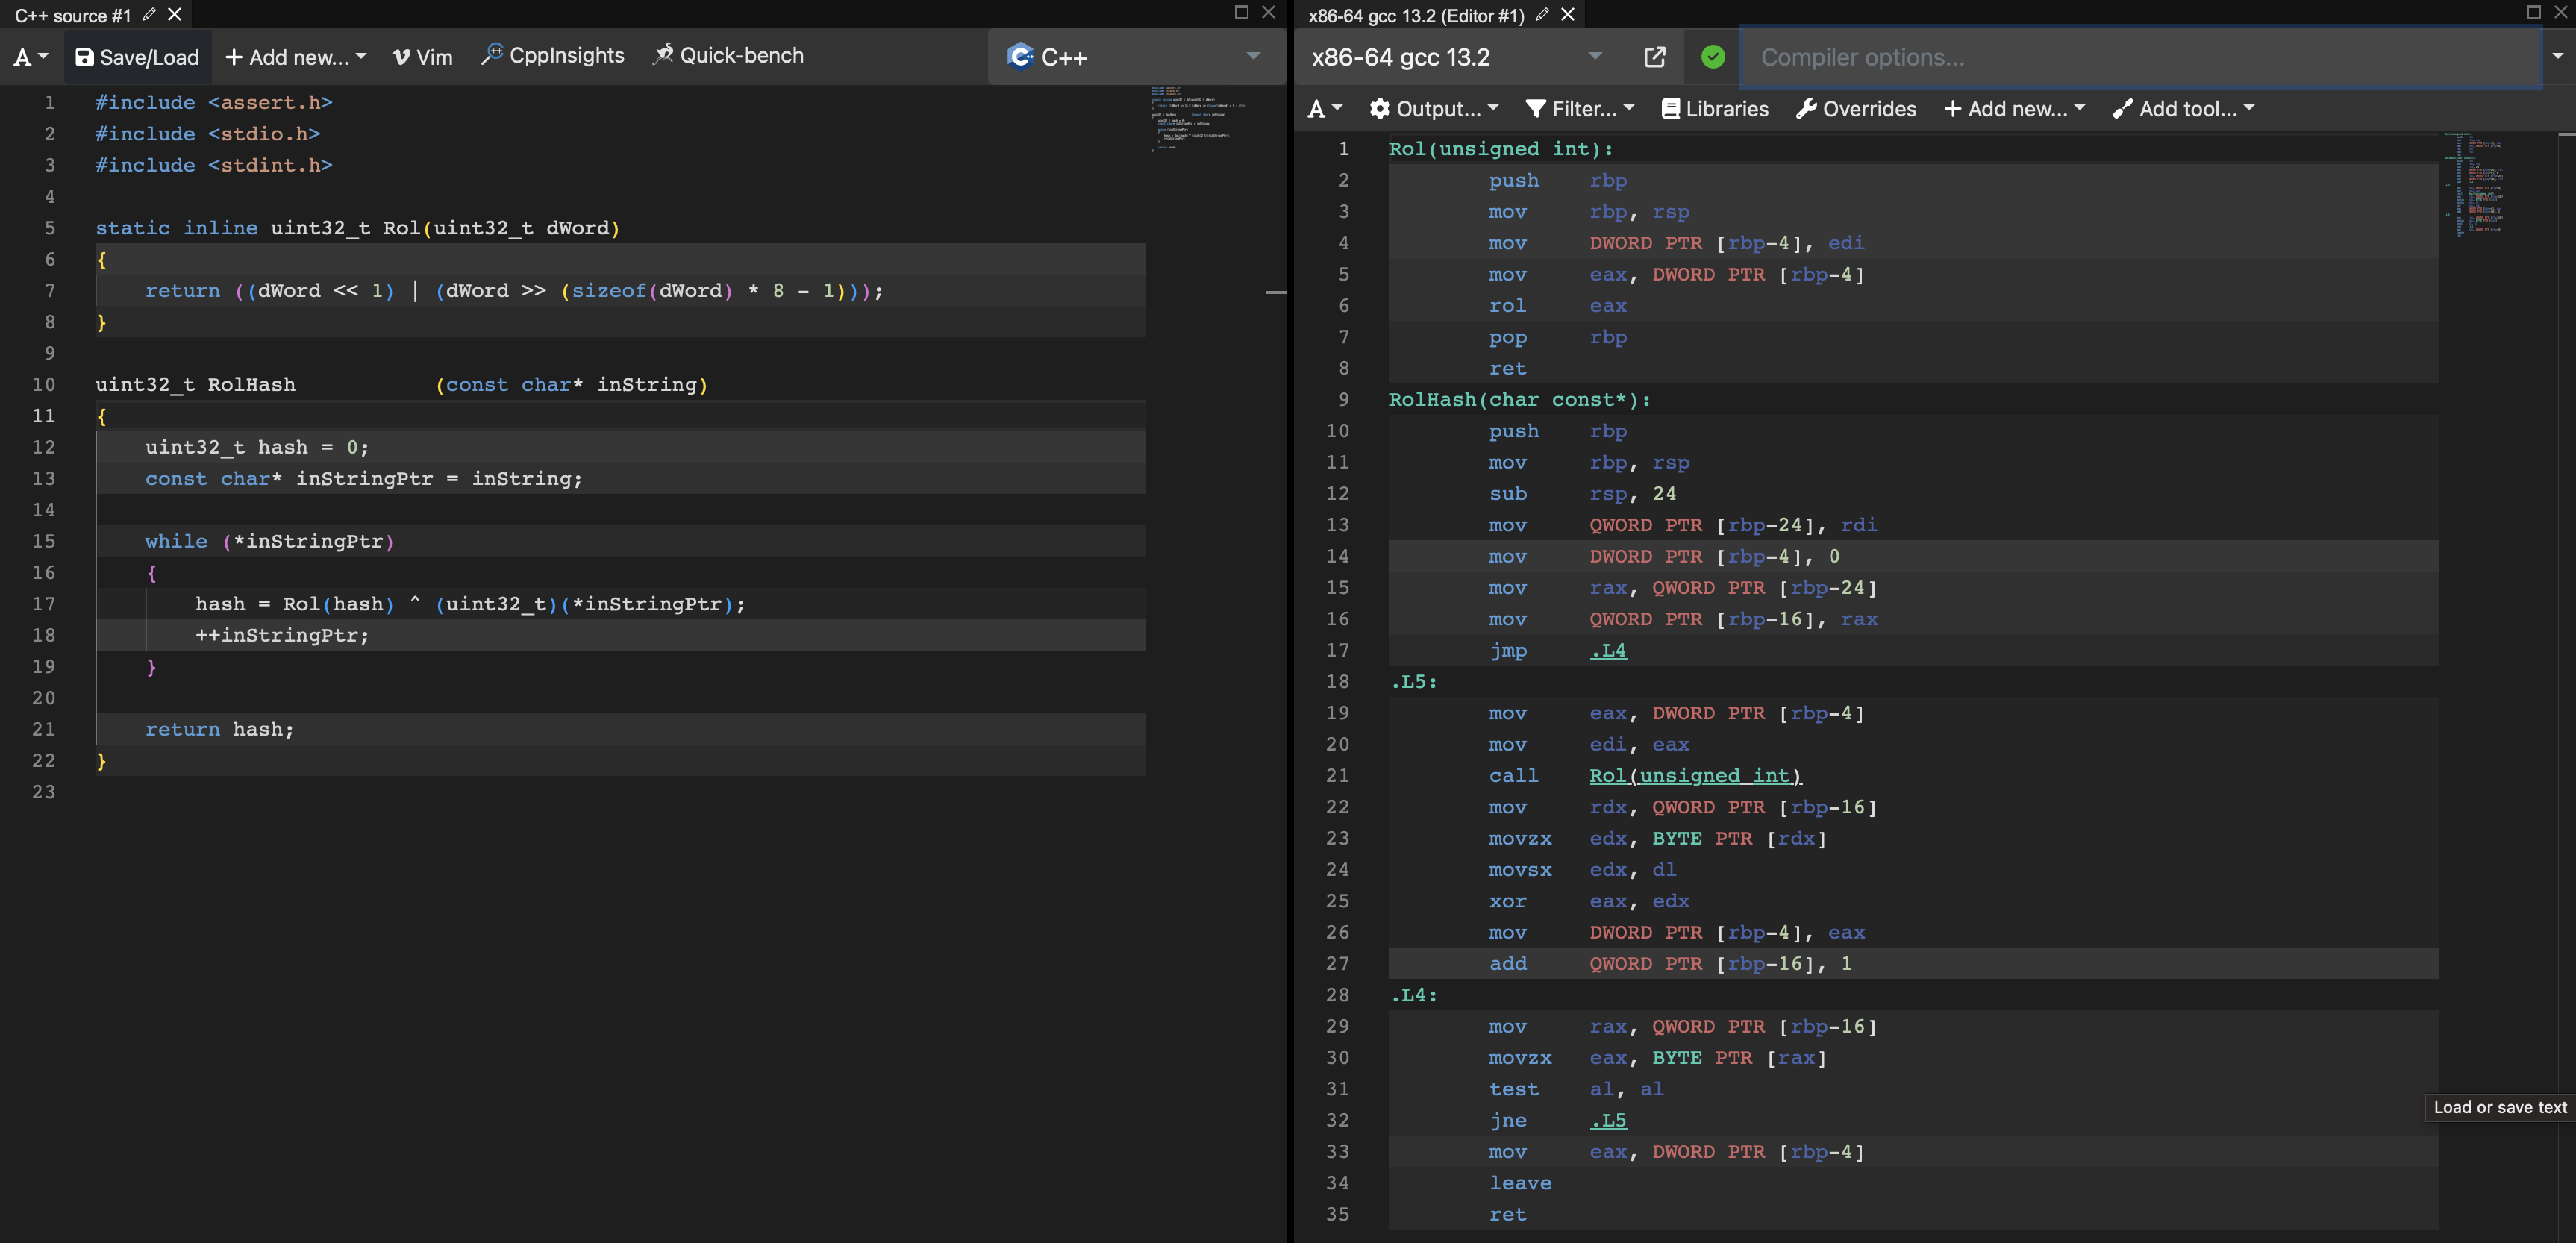 C++ source #1
A Save/Load + Add new... Vim CppInsights Quick-bench C++
1 #include <assert.h>
2 #include <stdio.h>
3 #include <stdint.h>
4
5 static inline uint32_t Rol(uint32_t dWord)
6 {
7 return ((dWord << 1) | (dWord >> (sizeof(dWord) * 8 - 1)));
8 }
9
10 uint32_t RolHash (const char* inString)
11 {
12 uint32_t hash = 0;
13 const char* inStringPtr = inString;
14
15 while (*inStringPtr)
16 {
17 hash = Rol(hash) ^ (uint32_t)(*inStringPtr);
18 ++inStringPtr;
19 }
20
21 return hash;
22 }
23
x86-64 gcc 13.2 (Editor #1)
x86-64 gcc 13.2 Compiler options...
A Output... Filter... Libraries Overrides + Add new... Add tool...
1 Rol(unsigned int):
2 push rbp
3 mov rbp, rsp
4 mov DWORD PTR [rbp-4], edi
5 mov eax, DWORD PTR [rbp-4]
6 rol eax
7 pop rbp
8 ret
9 RolHash(char const*):
10 push rbp
11 mov rbp, rsp
12 sub rsp, 24
13 mov QWORD PTR [rbp-24], rdi
14 mov DWORD PTR [rbp-4], 0
15 mov rax, QWORD PTR [rbp-24]
16 mov QWORD PTR [rbp-16], rax
17 jmp .L4
18 .L5:
19 mov eax, DWORD PTR [rbp-4]
20 mov edi, eax
21 call Rol(unsigned int)
22 mov rdx, QWORD PTR [rbp-16]
23 movzx edx, BYTE PTR [rdx]
24 movsx edx, dl
25 xor eax, edx
26 mov DWORD PTR [rbp-4], eax
27 add QWORD PTR [rbp-16], 1
28 .L4:
29 mov rax, QWORD PTR [rbp-16]
30 movzx eax, BYTE PTR [rax]
31 test al, al
32 jne .L5
33 mov eax, DWORD PTR [rbp-4]
34 leave
35 ret
Load or save text